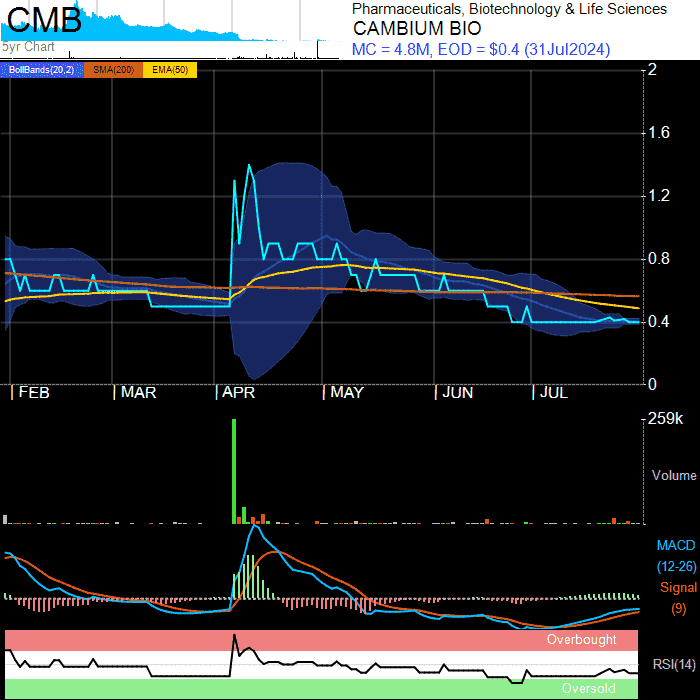 CMB
5yr Chart
Pharmaceuticals, Biotechnology & Life Sciences
CAMBIUM BIO
MC = 4.8M, EOD = $0.4 (31Jul2024)
BollBands(20,2) SMA(200) EMA(50)
2
1.6
1.2
0.8
0.4
0
FEB MAR APR MAY JUN JUL
259k
Volume
MACD
(12-26)
Signal
(9)
Overbought
RSI(14)
Oversold